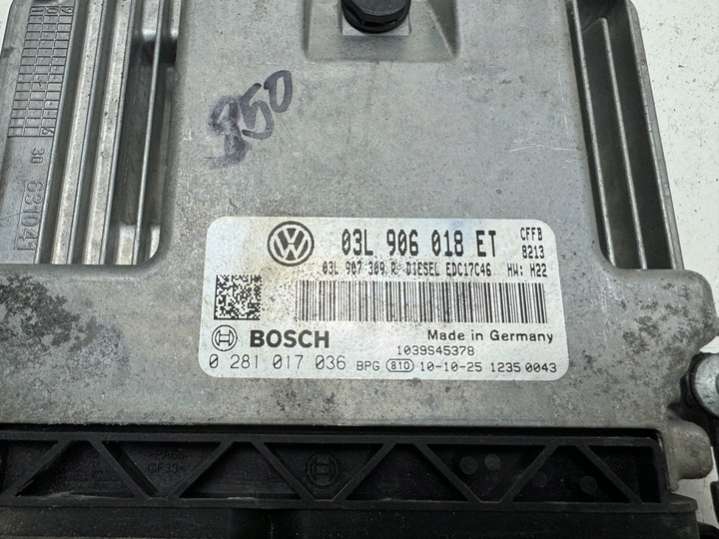 850
03L 906 018 ET
CFFB
8213
03L 907 309 R DIESEL EDC17C46 HW: H22
BOSCH
Made in Germany
1039S45378
0 281 017 036 BPG 810 10-10-25 1235 0043